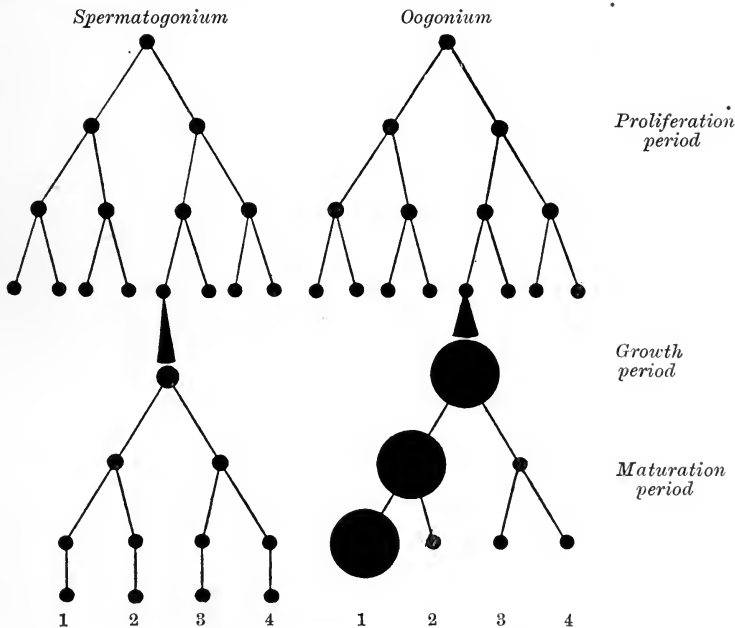 Spermatogonium
Oogonium
Proliferation
period
Growth
period
Maturation
period
1 2 3 4 1 2 3 4